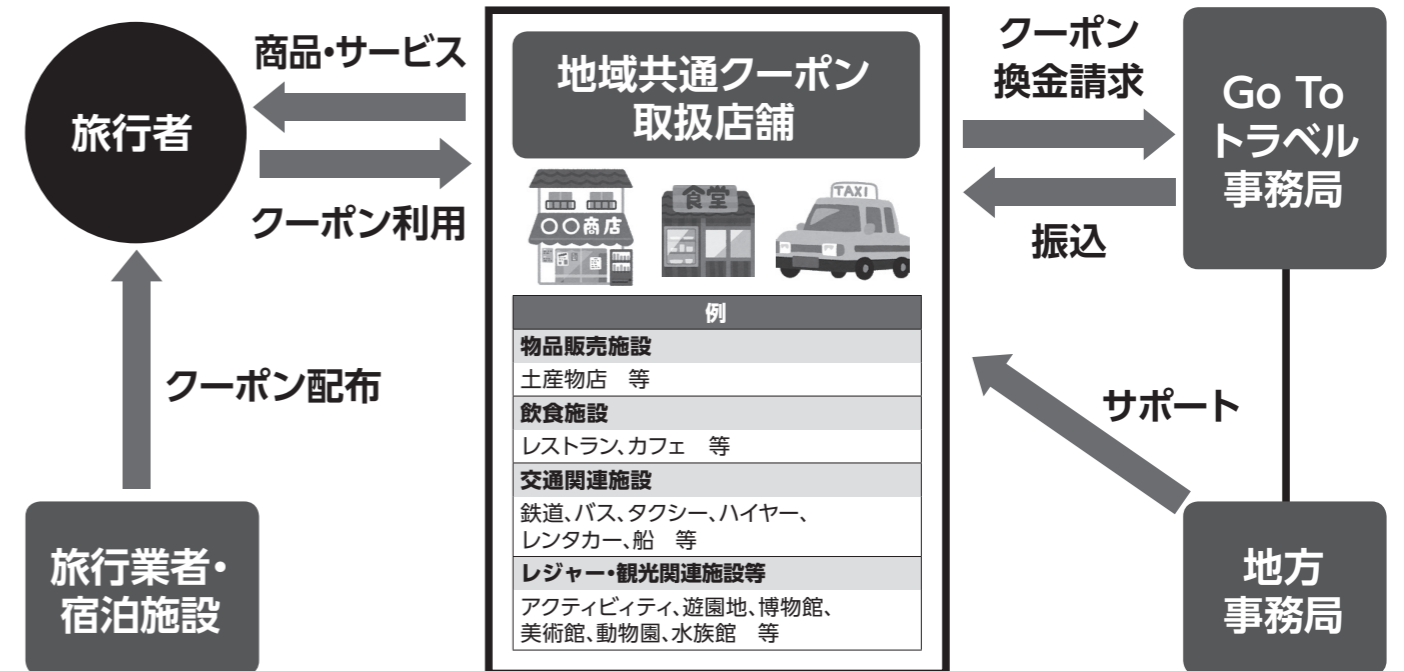 旅行者
商品・サービス
クーポン利用
クーポン配布
旅行業者・
宿泊施設
地域共通クーポン
取扱店舗
〇〇商店
食堂
TAXI
例
物品販売施設
土産物店　等
飲食施設
レストラン、カフェ　等
交通関連施設
鉄道、バス、タクシー、ハイヤー、
レンタカー、船　等
レジャー・観光関連施設等
アクティビィティ、遊園地、博物館、
美術館、動物園、水族館　等
クーポン
換金請求
振込
Go To
トラベル
事務局
サポート
地方
事務局